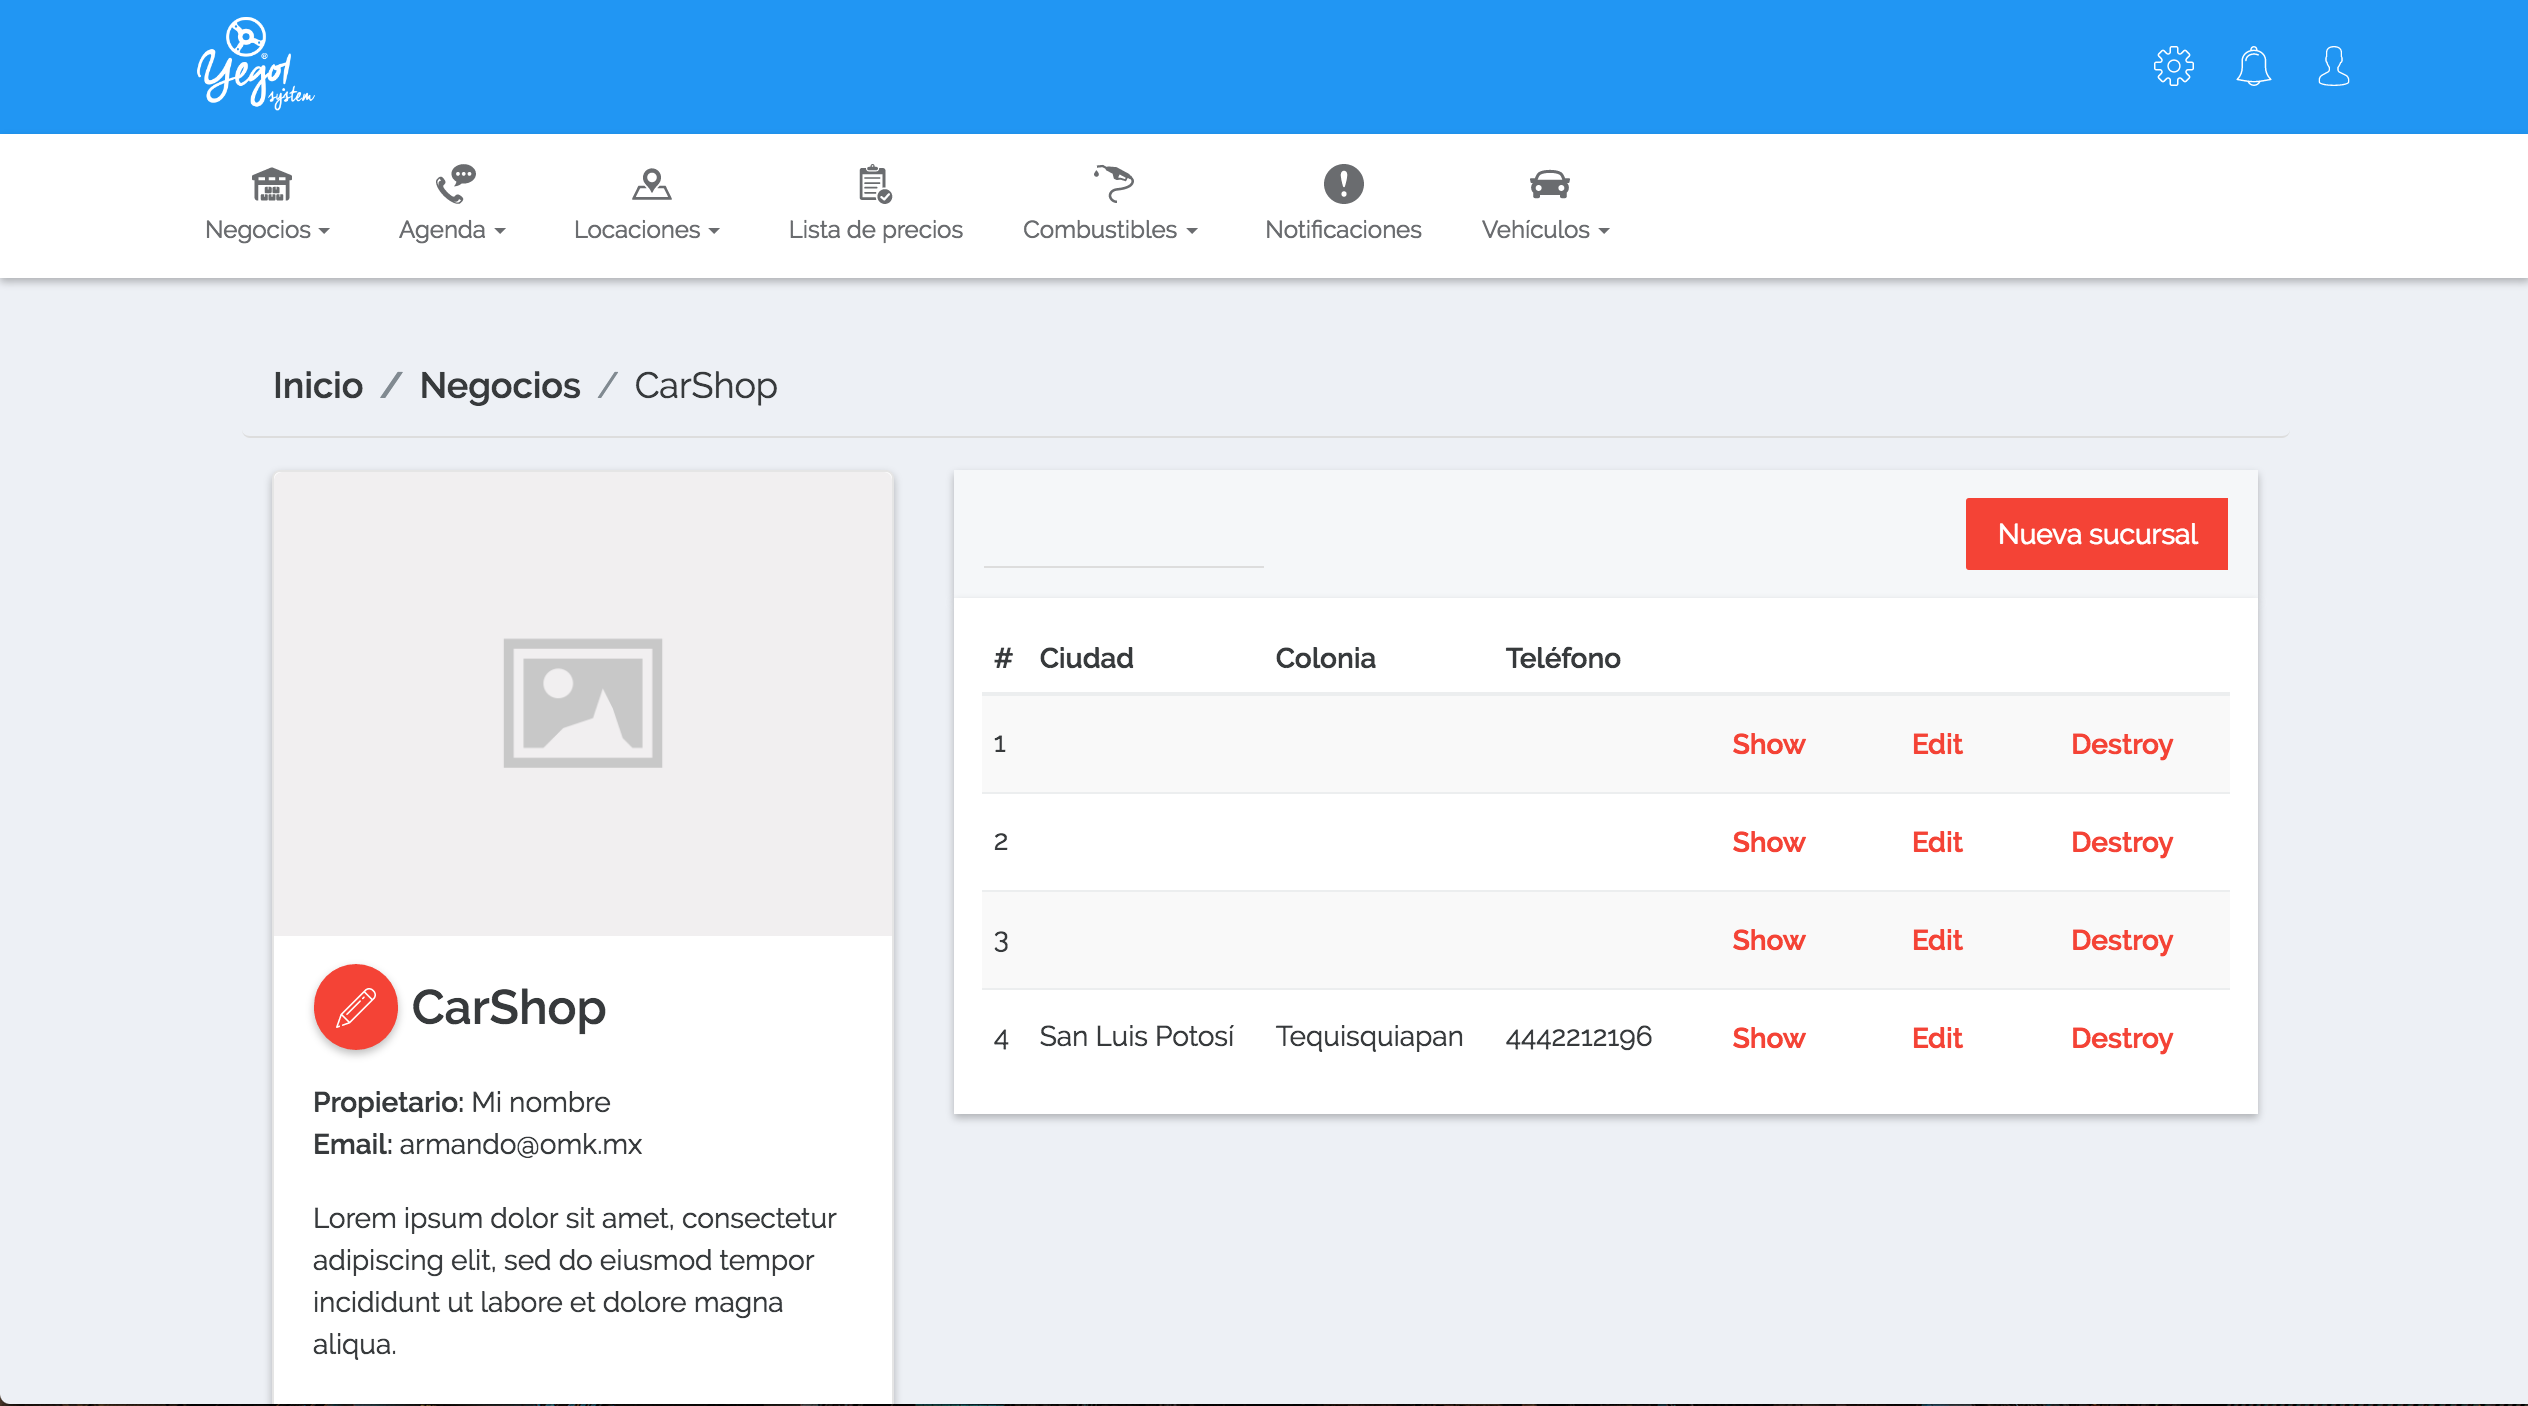 Yego!
system
Negocios
Agenda
Locaciones
Lista de precios
Combustibles
Notificaciones
Vehículos
Inicio / Negocios / CarShop
Nueva sucursal
# Ciudad Colonia Teléfono
1 Show Edit Destroy
2 Show Edit Destroy
3 Show Edit Destroy
4 San Luis Potosí Tequisquiapan 4442212196 Show Edit Destroy
CarShop
Propietario: Mi nombre
Email: armando@omk.mx
Lorem ipsum dolor sit amet, consectetur
adipiscing elit, sed do eiusmod tempor
incididunt ut labore et dolore magna
aliqua.